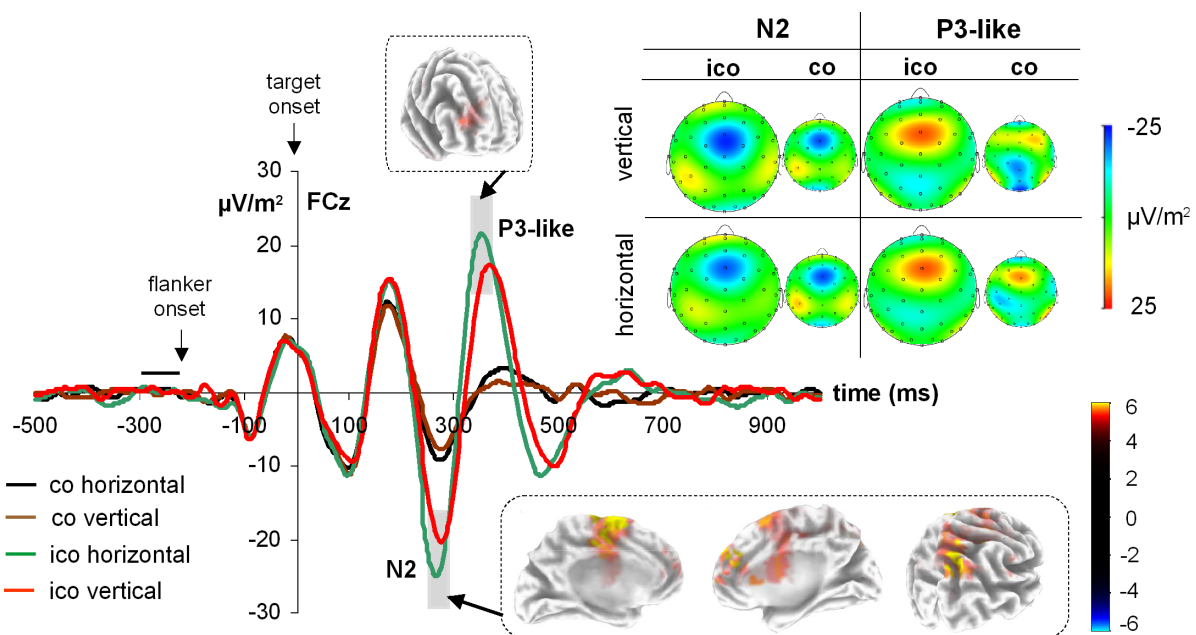 N2
P3-like
ico
co
ico
co
vertical
horizontal
-25
µV/m²
25
target
onset
30
µV/m²
FCz
20
P3-like
flanker
onset
10
time (ms)
-500
-300
-100
100
300
500
700
900
-10
-20
N2
-30
co horizontal
co vertical
ico horizontal
ico vertical
6
4
2
0
-2
-4
-6